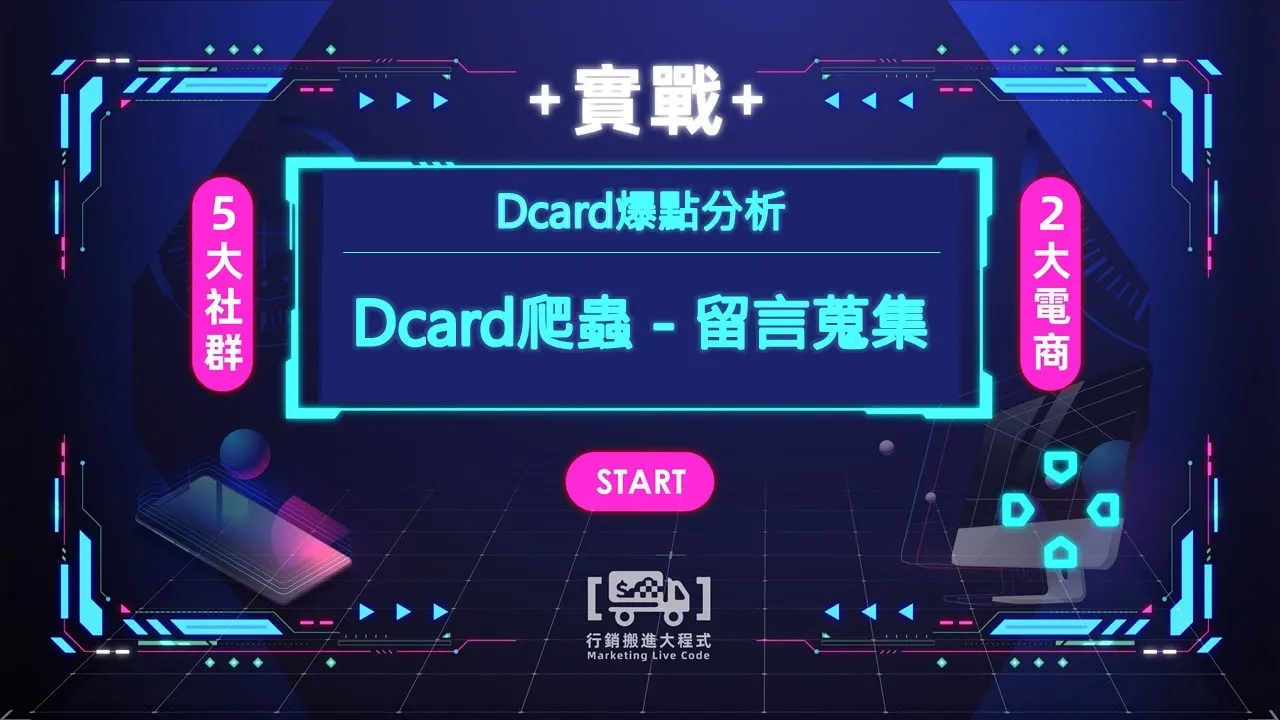 +實戰+
5大社群
Dcard爆點分析
Dcard爬蟲 - 留言蒐集
2大電商
START
行銷搬進大程式
Marketing Live Code